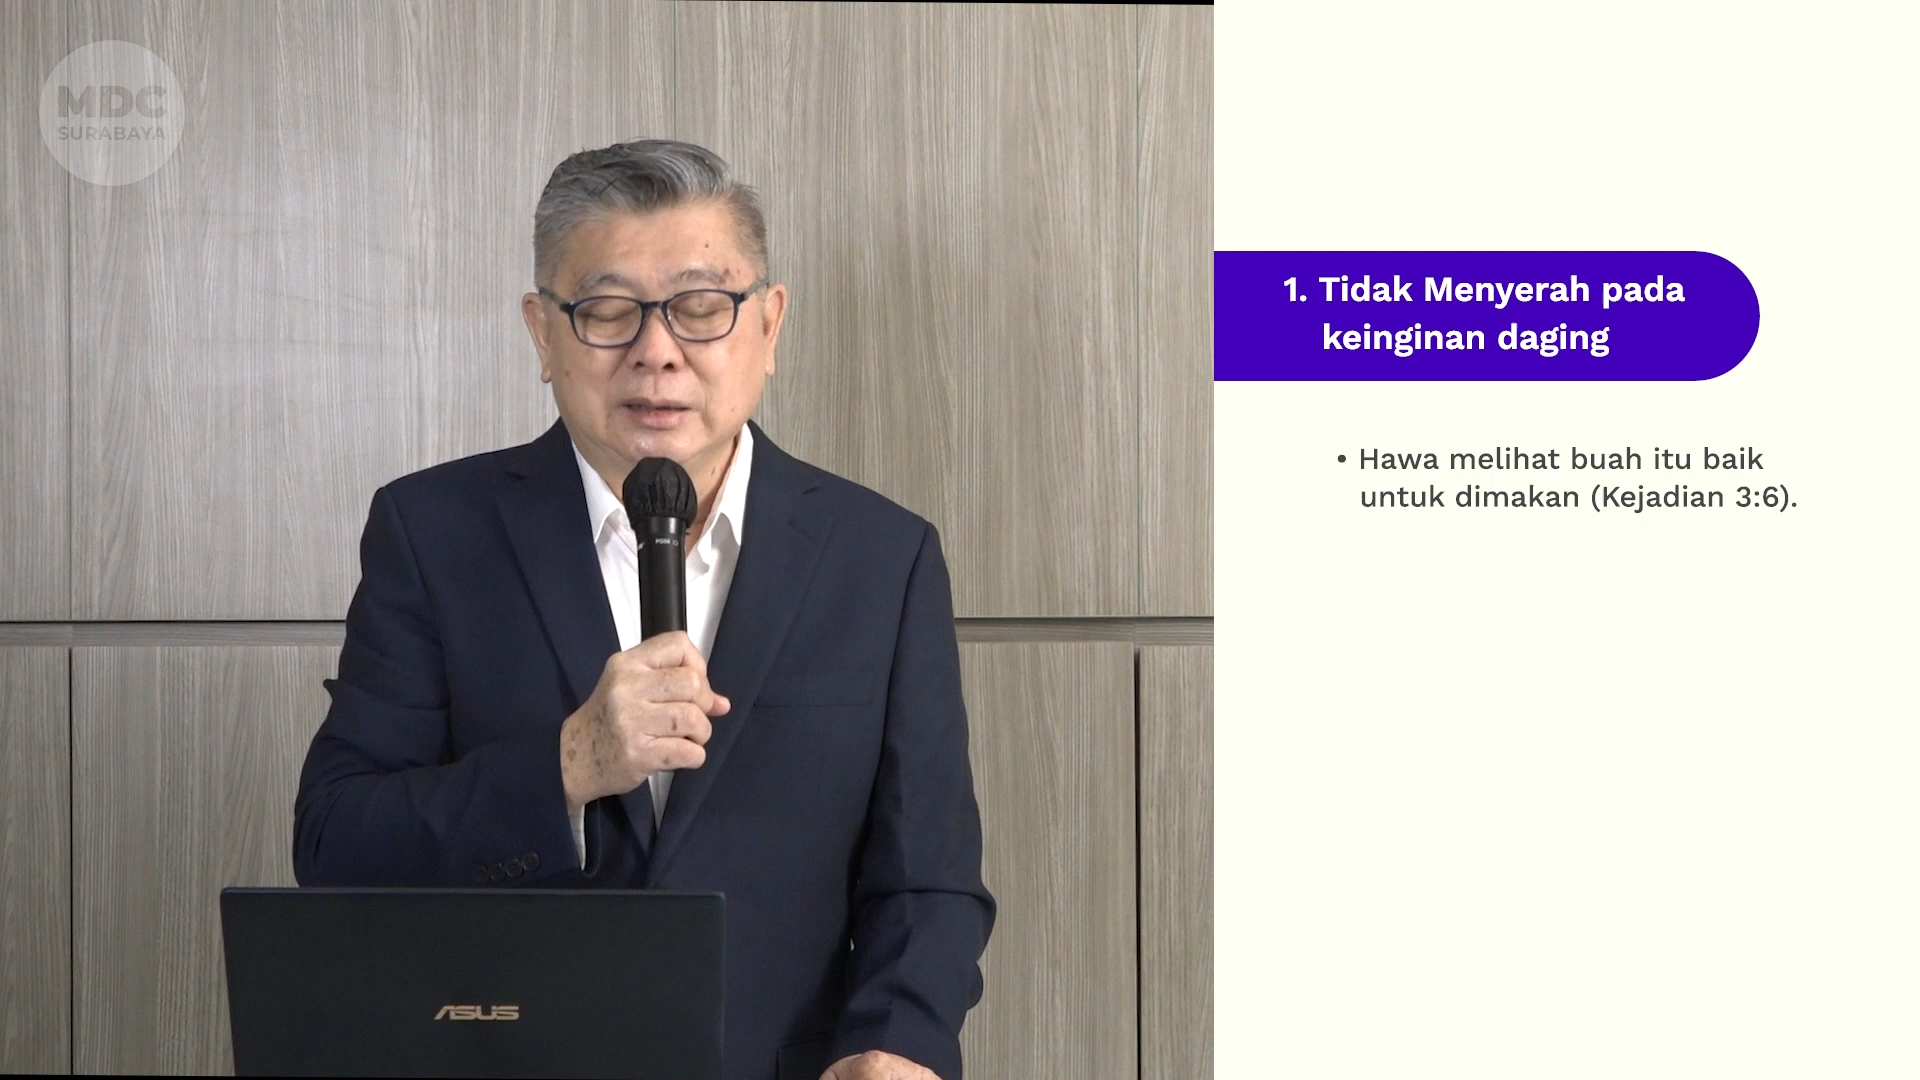 MDC
SURABAYA
1. Tidak Menyerah pada
keinginan daging
• Hawa melihat buah itu baik
untuk dimakan (Kejadian 3:6).
ASUS